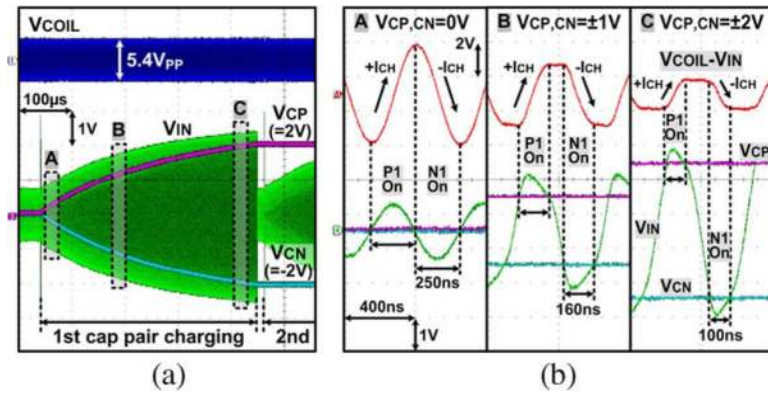 VCOIL
5.4VPP
100µs
1V
VIN
VCP
(=2V)
A
B
C
VCN
(=-2V)
1st cap pair charging
2nd
(a)
A VCP,CN=0V
2V
+ICH
-ICH
P1
On
N1
On
250ns
400ns
1V
B VCP,CN=±1V
+ICH
-ICH
P1
On
N1
On
160ns
C VCP,CN=±2V
VCOIL-VIN
+ICH
-ICH
P1
On
VCP
VIN
N1
On
VCN
100ns
(b)